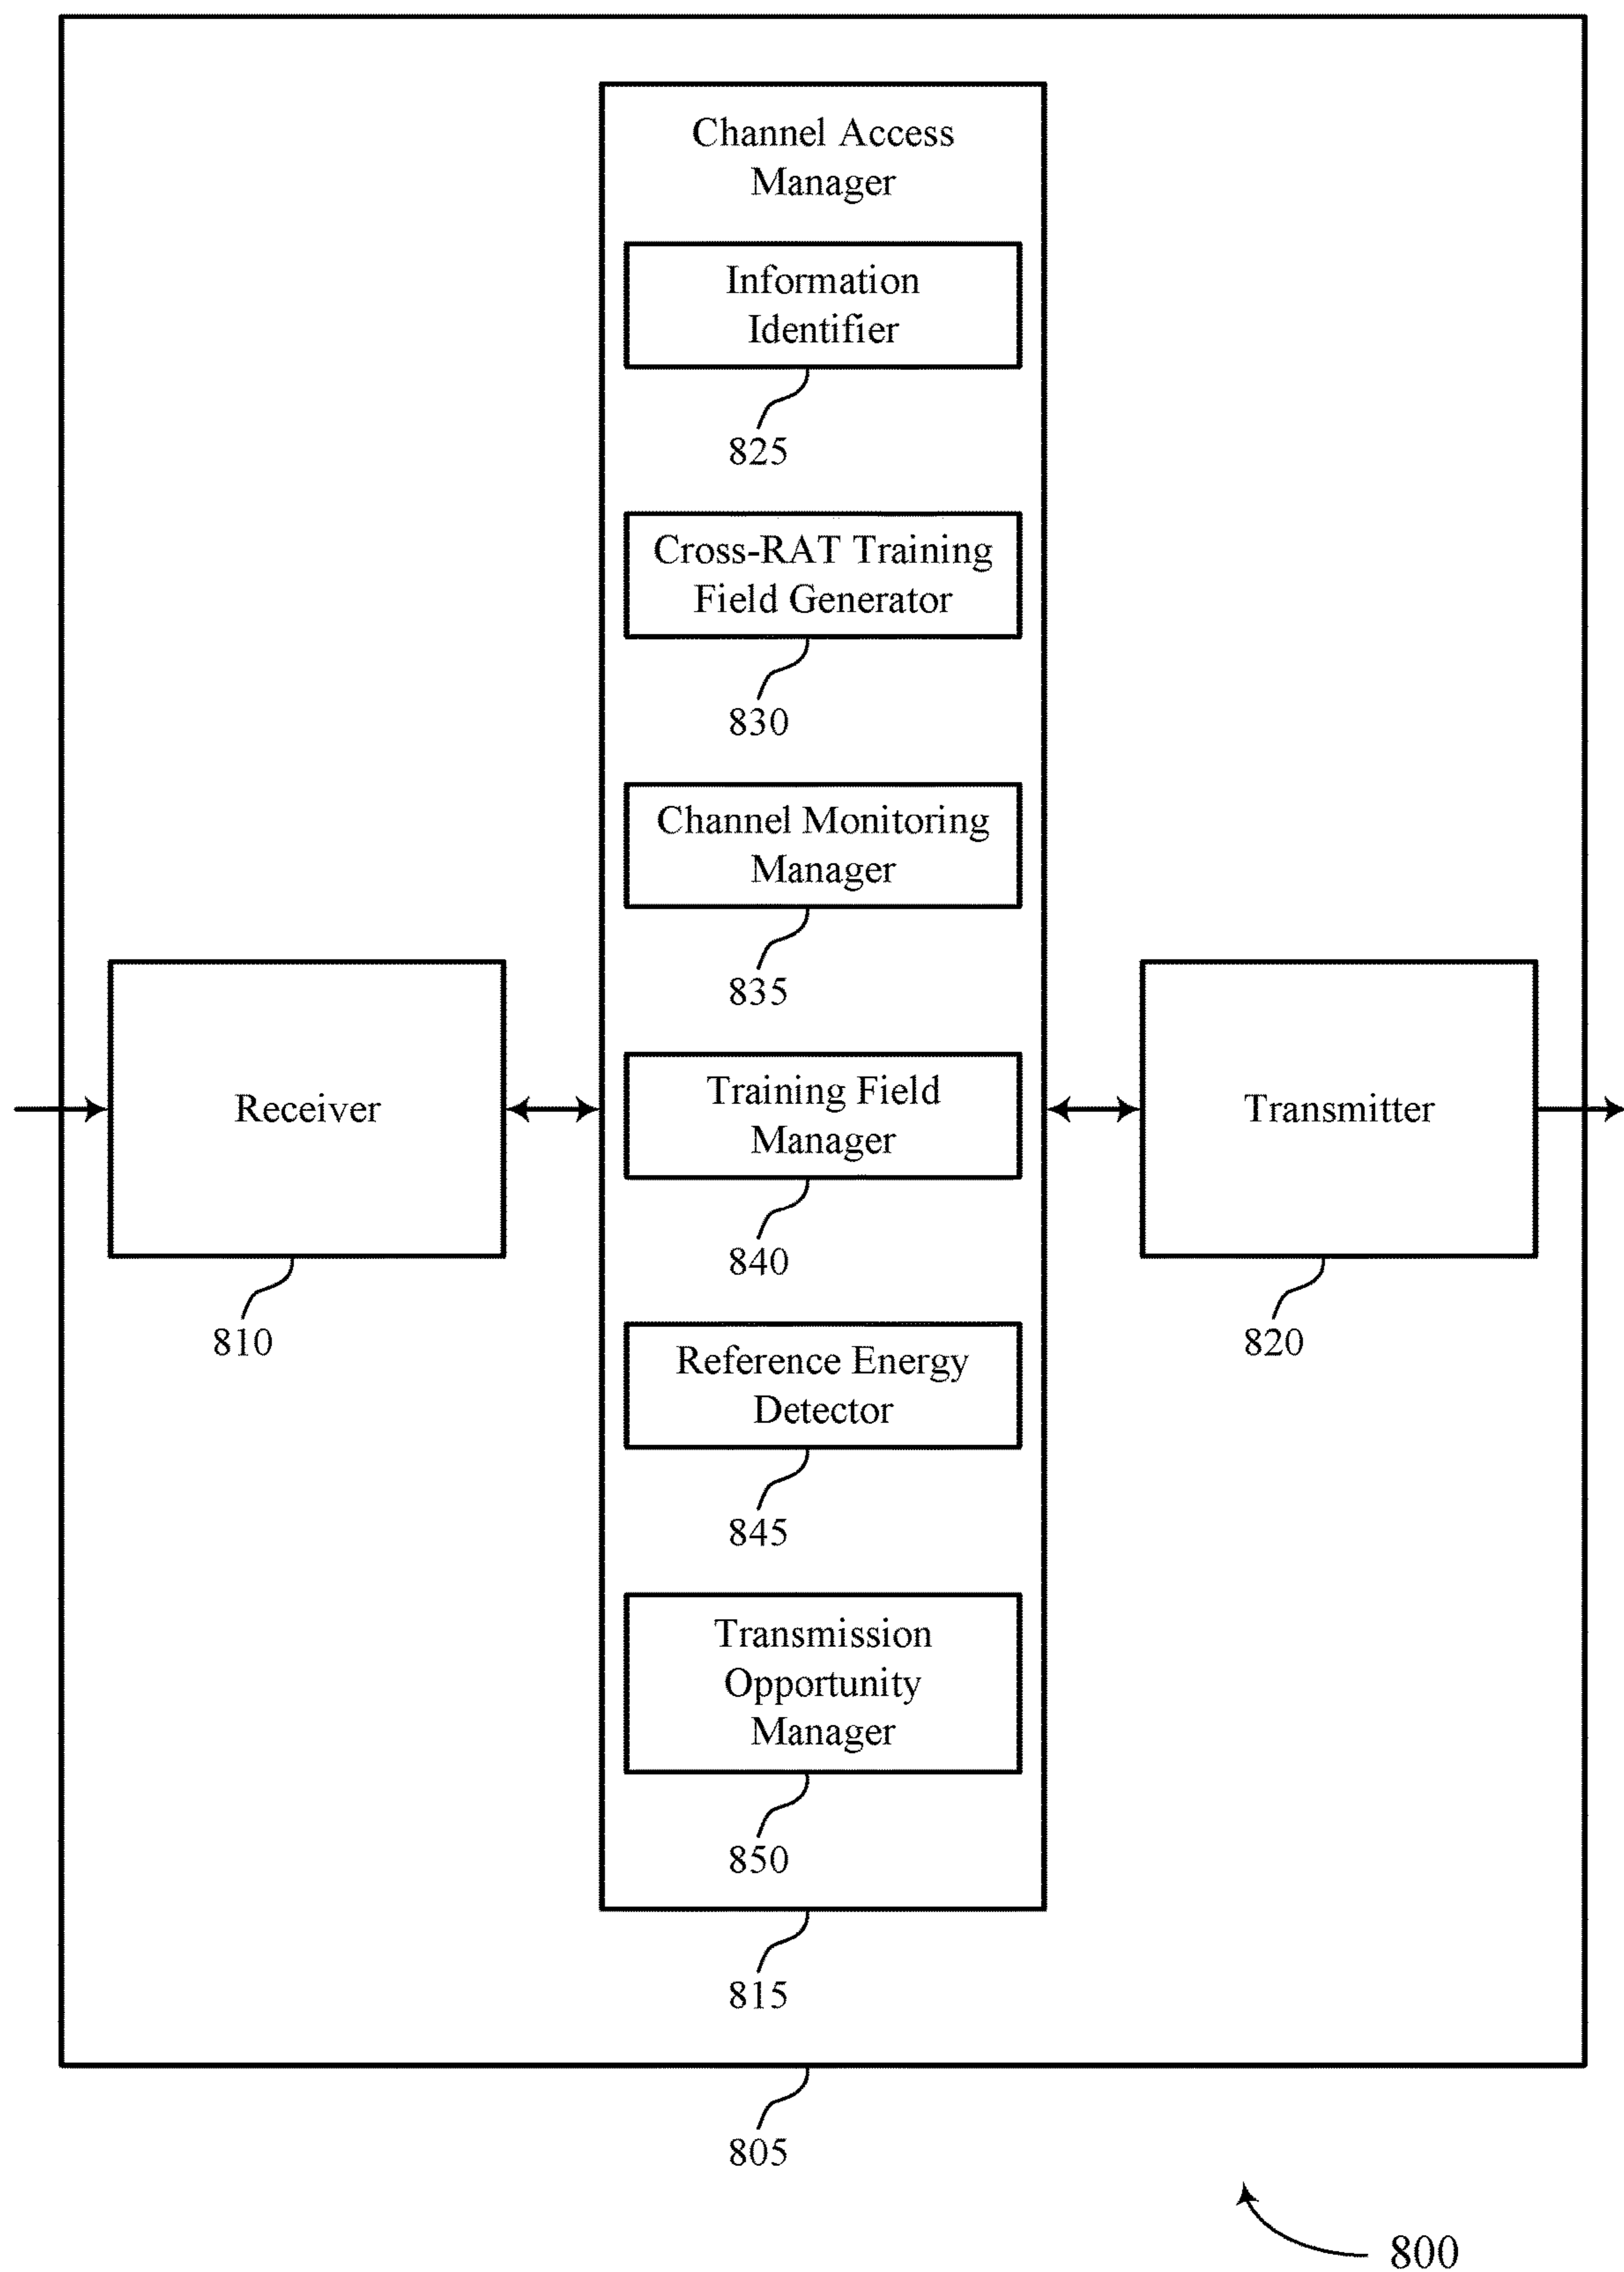 Channel Access
Manager
Information
Identifier
825
Cross-RAT Training
Field Generator
830
Channel Monitoring
Manager
835
Receiver
810
Training Field
Manager
840
Transmitter
820
Reference Energy
Detector
845
Transmission
Opportunity
Manager
850
815
805
800